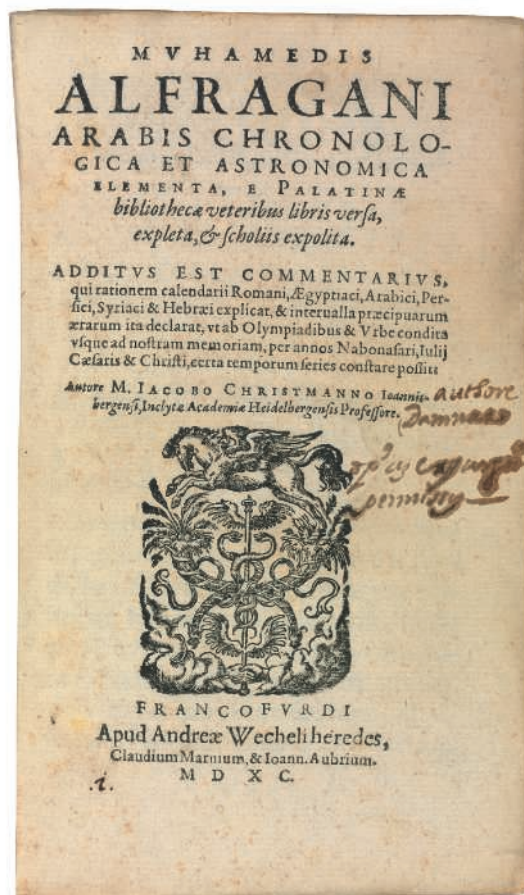 MVHAMEDIS
ALFRAGANI
ARABIS CHRONOLO-
GICA ET ASTRONOMICA
ELEMENTA, E PALATINÆ
bibliothecæ veteribus libris versa,
expleta, & scholiis expolita.
ADDITVS EST COMMENTARIVS,
qui rationem calendarii Romani, Ægyptiaci, Arabici, Per-
sici, Syriaci & Hebræi explicat, & interualla præcipuarum
ærarum ita declarat, vt ab Olympiadibus & Vrbe condita
vsque ad nostram memoriam, per annos Nabonasari, Iulij
Cæsaris & Christi, certa temporum series constare possitt
Autore M. IACOBO CHRISTMANNO Ioannis- authore
bergensi, Inclytæ Academiæ Heidelbergensis Professore. Damnato
permisso
FRANCOFVRDI
Apud Andreæ Wecheli heredes,
Claudium Marnium, & Ioann. Aubrium.
MDXC.
.1.